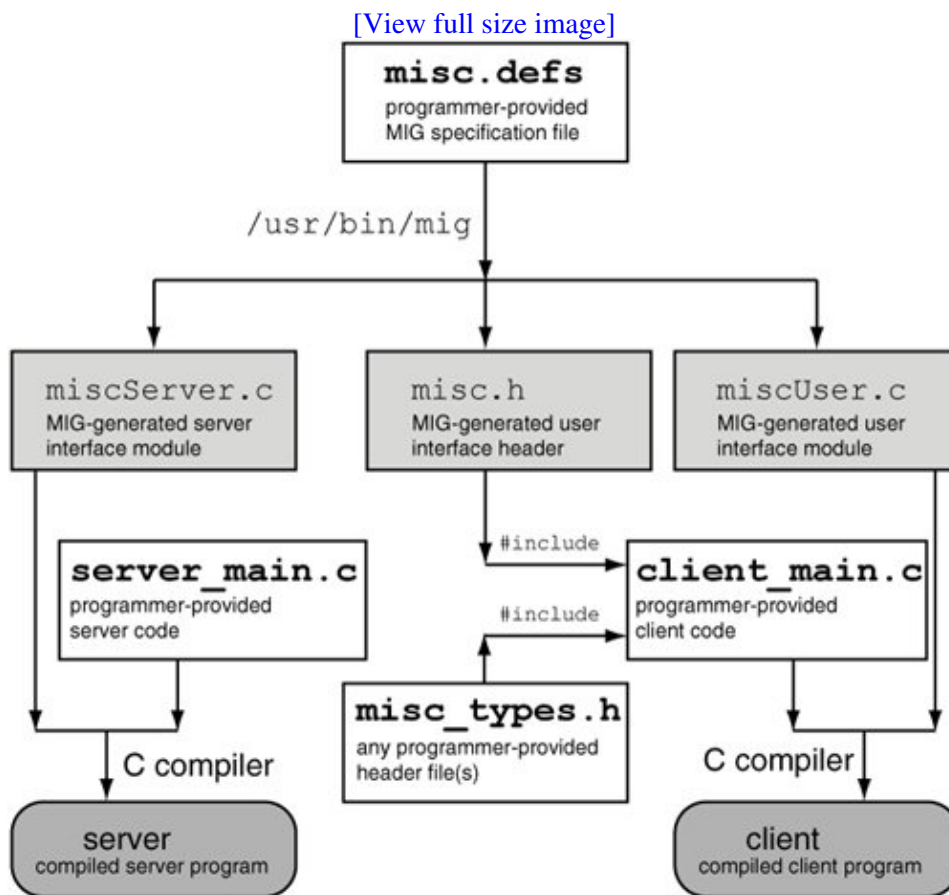 [View full size image]
misc.defs
programmer-provided
MIG specification file
/usr/bin/mig
miscServer.c
MIG-generated server
interface module
misc.h
MIG-generated user
interface header
miscUser.c
MIG-generated user
interface module
#include
server_main.c
programmer-provided
server code
client_main.c
programmer-provided
client code
#include
misc_types.h
any programmer-provided
header file(s)
C compiler
C compiler
server
compiled server program
client
compiled client program